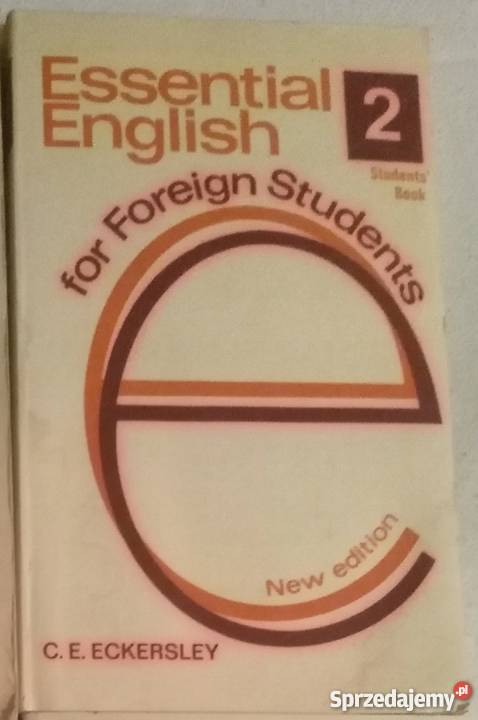 Essential
English
2
Students'
Book
for Foreign Students
New edition
C. E. ECKERSLEY
Sprzedajemy.pl